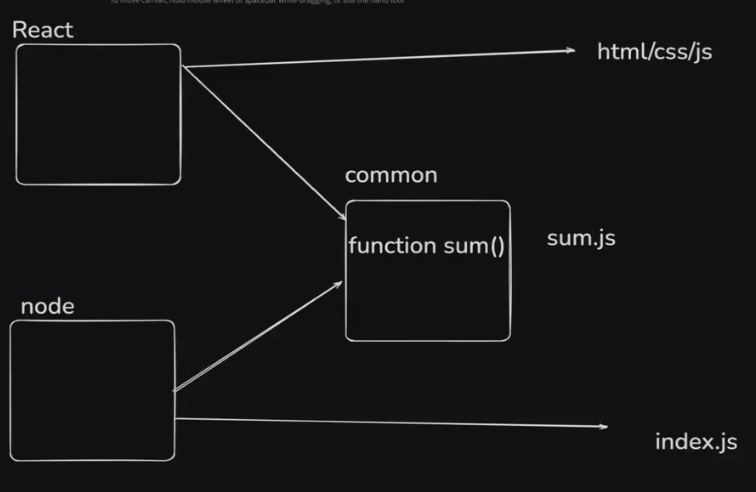 To move canvas, hold mouse wheel or spacebar while dragging, or use the hand tool
React
html/css/js
common
function sum()
sum.js
node
index.js